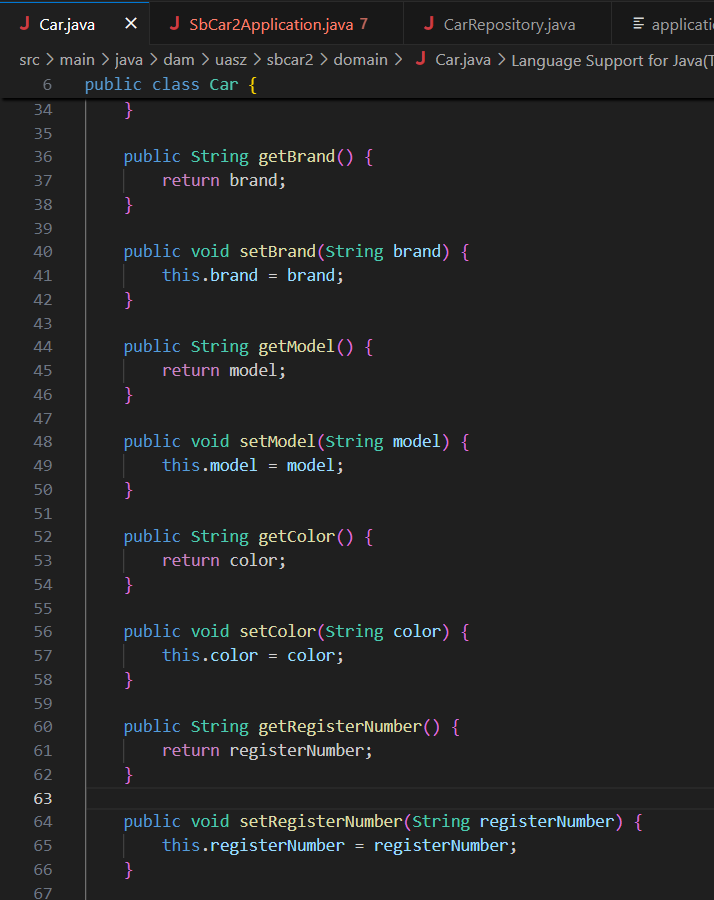 Car.java
SbCar2Application.java 7
CarRepository.java
applicati
src > main > java > dam > uasz > sbcar2 > domain > Car.java > Language Support for Java(T
6 public class Car {
34 }
35
36 public String getBrand() {
37 return brand;
38 }
39
40 public void setBrand(String brand) {
41 this.brand = brand;
42 }
43
44 public String getModel() {
45 return model;
46 }
47
48 public void setModel(String model) {
49 this.model = model;
50 }
51
52 public String getColor() {
53 return color;
54 }
55
56 public void setColor(String color) {
57 this.color = color;
58 }
59
60 public String getRegisterNumber() {
61 return registerNumber;
62 }
63
64 public void setRegisterNumber(String registerNumber) {
65 this.registerNumber = registerNumber;
66 }
67